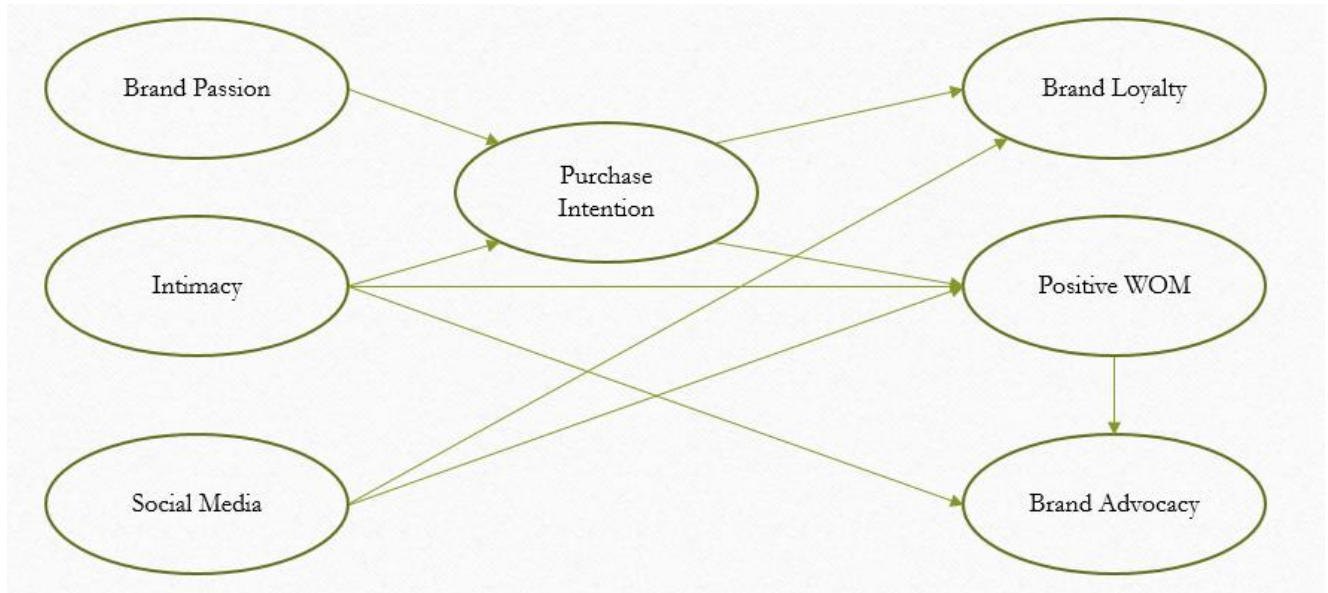 Brand Passion
Brand Loyalty
Purchase
Intention
Intimacy
Positive WOM
Social Media
Brand Advocacy